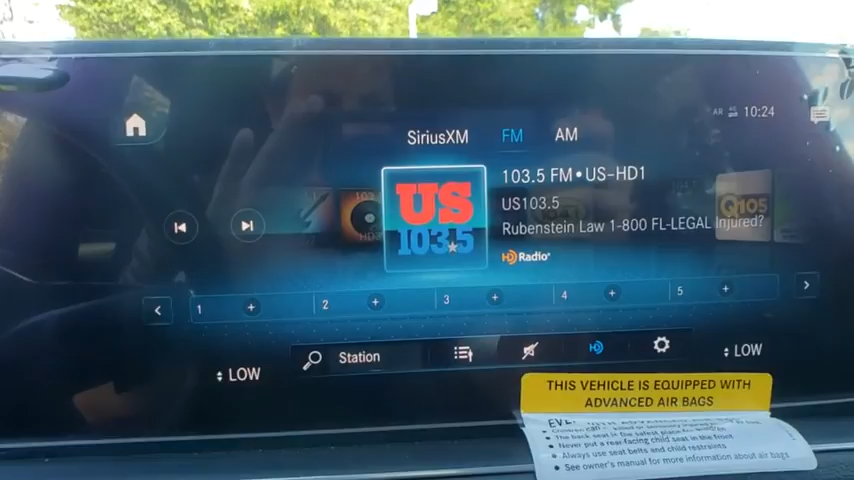 AR 10:24
SiriusXM FM AM
103.5 FM•US-HD1
US103.5
Rubenstein Law 1-800 FL-LEGAL Injured?
HD Radio
US
103.5
Q105
1 + 2 + 3 + 4 + 5 +
Station
LOW
LOW
THIS VEHICLE IS EQUIPPED WITH
ADVANCED AIR BAGS
• The back seat is the safest place for
• Never put a rear-facing child seat in the front
• Always use seat belts and child restraints
• See owner's manual for more information about air bags